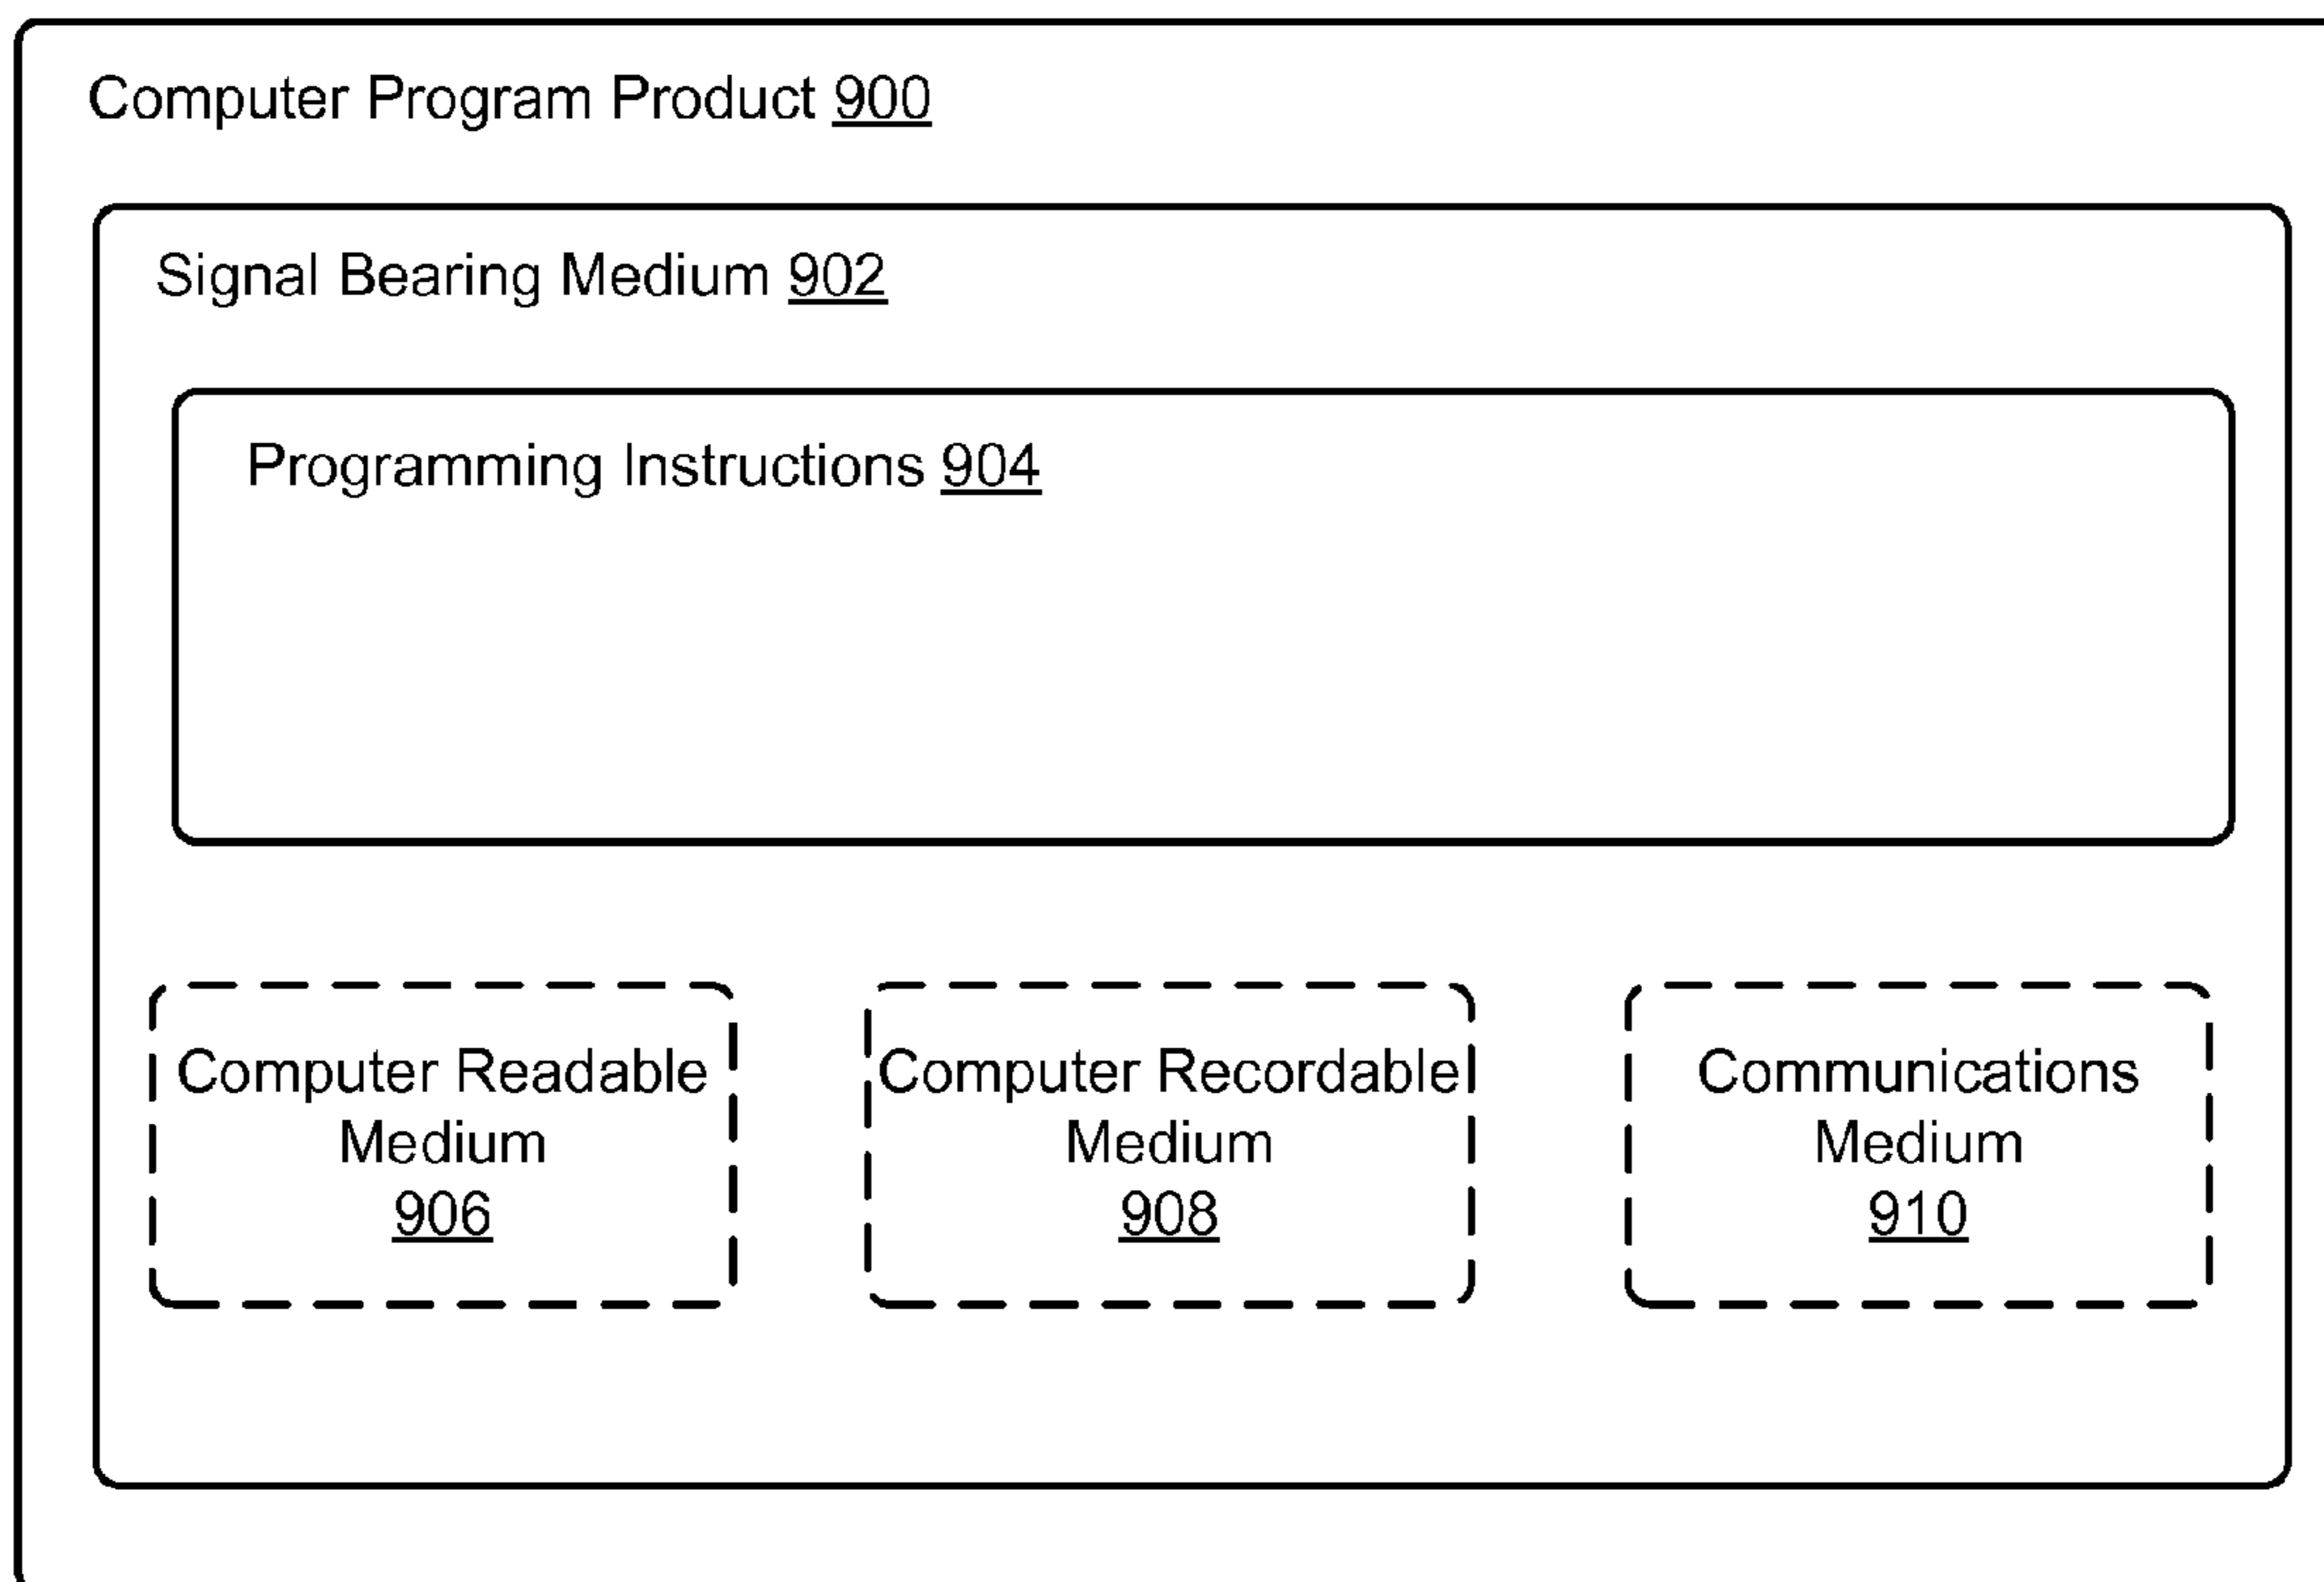 Computer Program Product 900
Signal Bearing Medium 902
Programming Instructions 904
Computer Readable
Medium
906
Computer Recordable
Medium
908
Communications
Medium
910